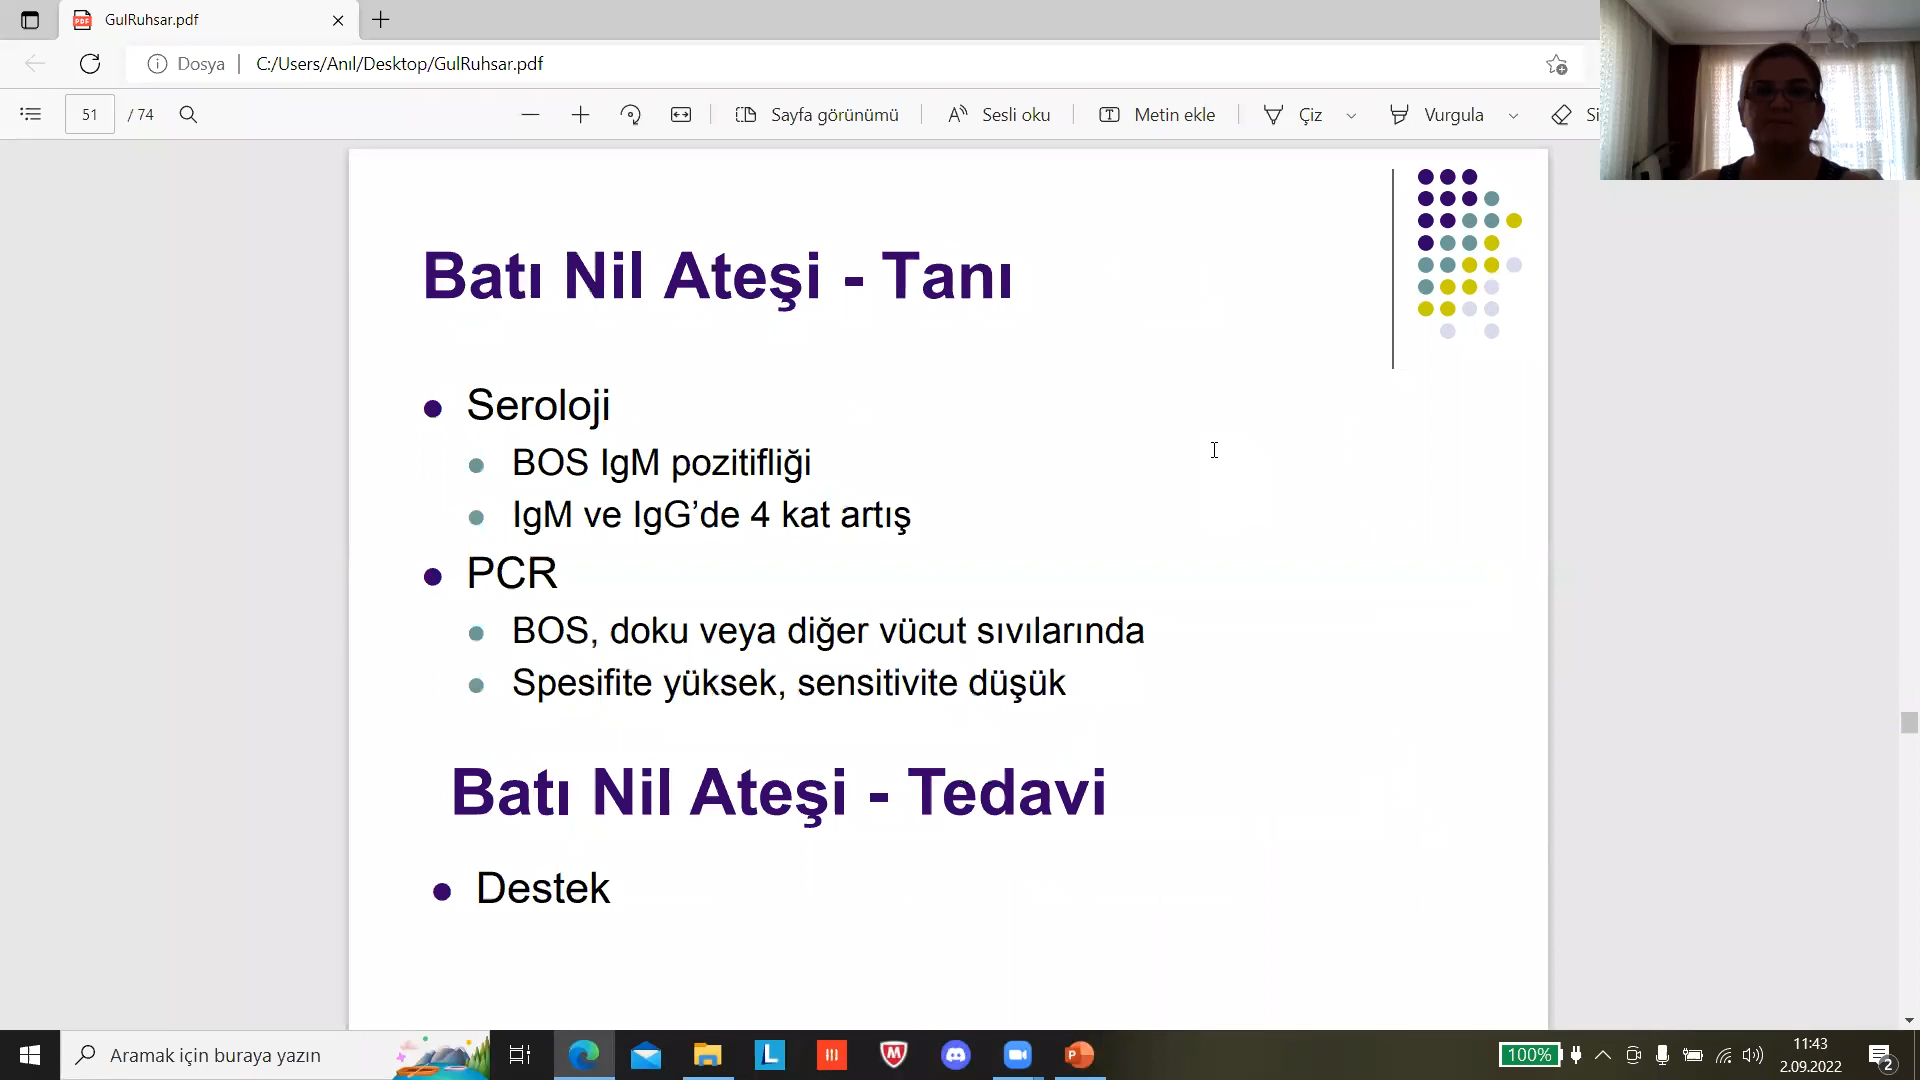 GulRuhsar.pdf
Dosya | C:/Users/Anıl/Desktop/GulRuhsar.pdf
51 / 74 Sayfa görünümü Sesli oku Metin ekle Çiz Vurgula Si
Batı Nil Ateşi - Tanı
Seroloji
BOS IgM pozitifliği
IgM ve IgG’de 4 kat artış
PCR
BOS, doku veya diğer vücut sıvılarında
Spesifite yüksek, sensitivite düşük
Batı Nil Ateşi - Tedavi
Destek
Aramak için buraya yazın
100%
11:43
2.09.2022
2